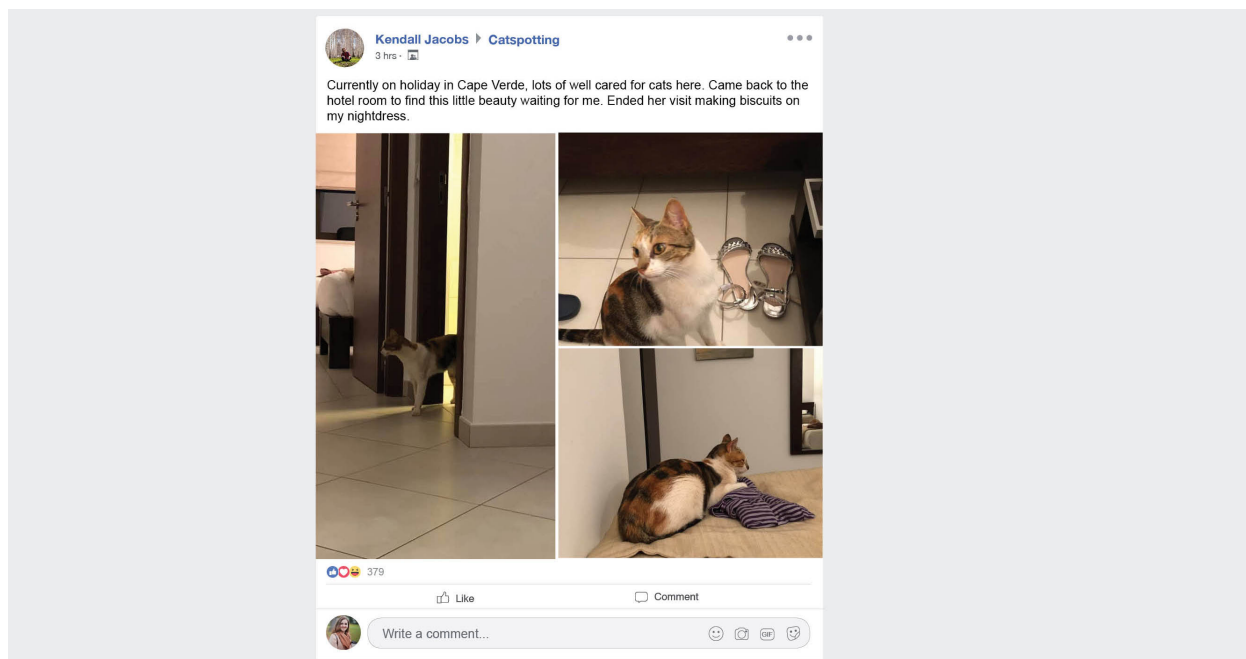 Kendall Jacobs Catspotting
3 hrs ·
Currently on holiday in Cape Verde, lots of well cared for cats here. Came back to the
hotel room to find this little beauty waiting for me. Ended her visit making biscuits on
my nightdress.
379
Like Comment
Write a comment...
GIF